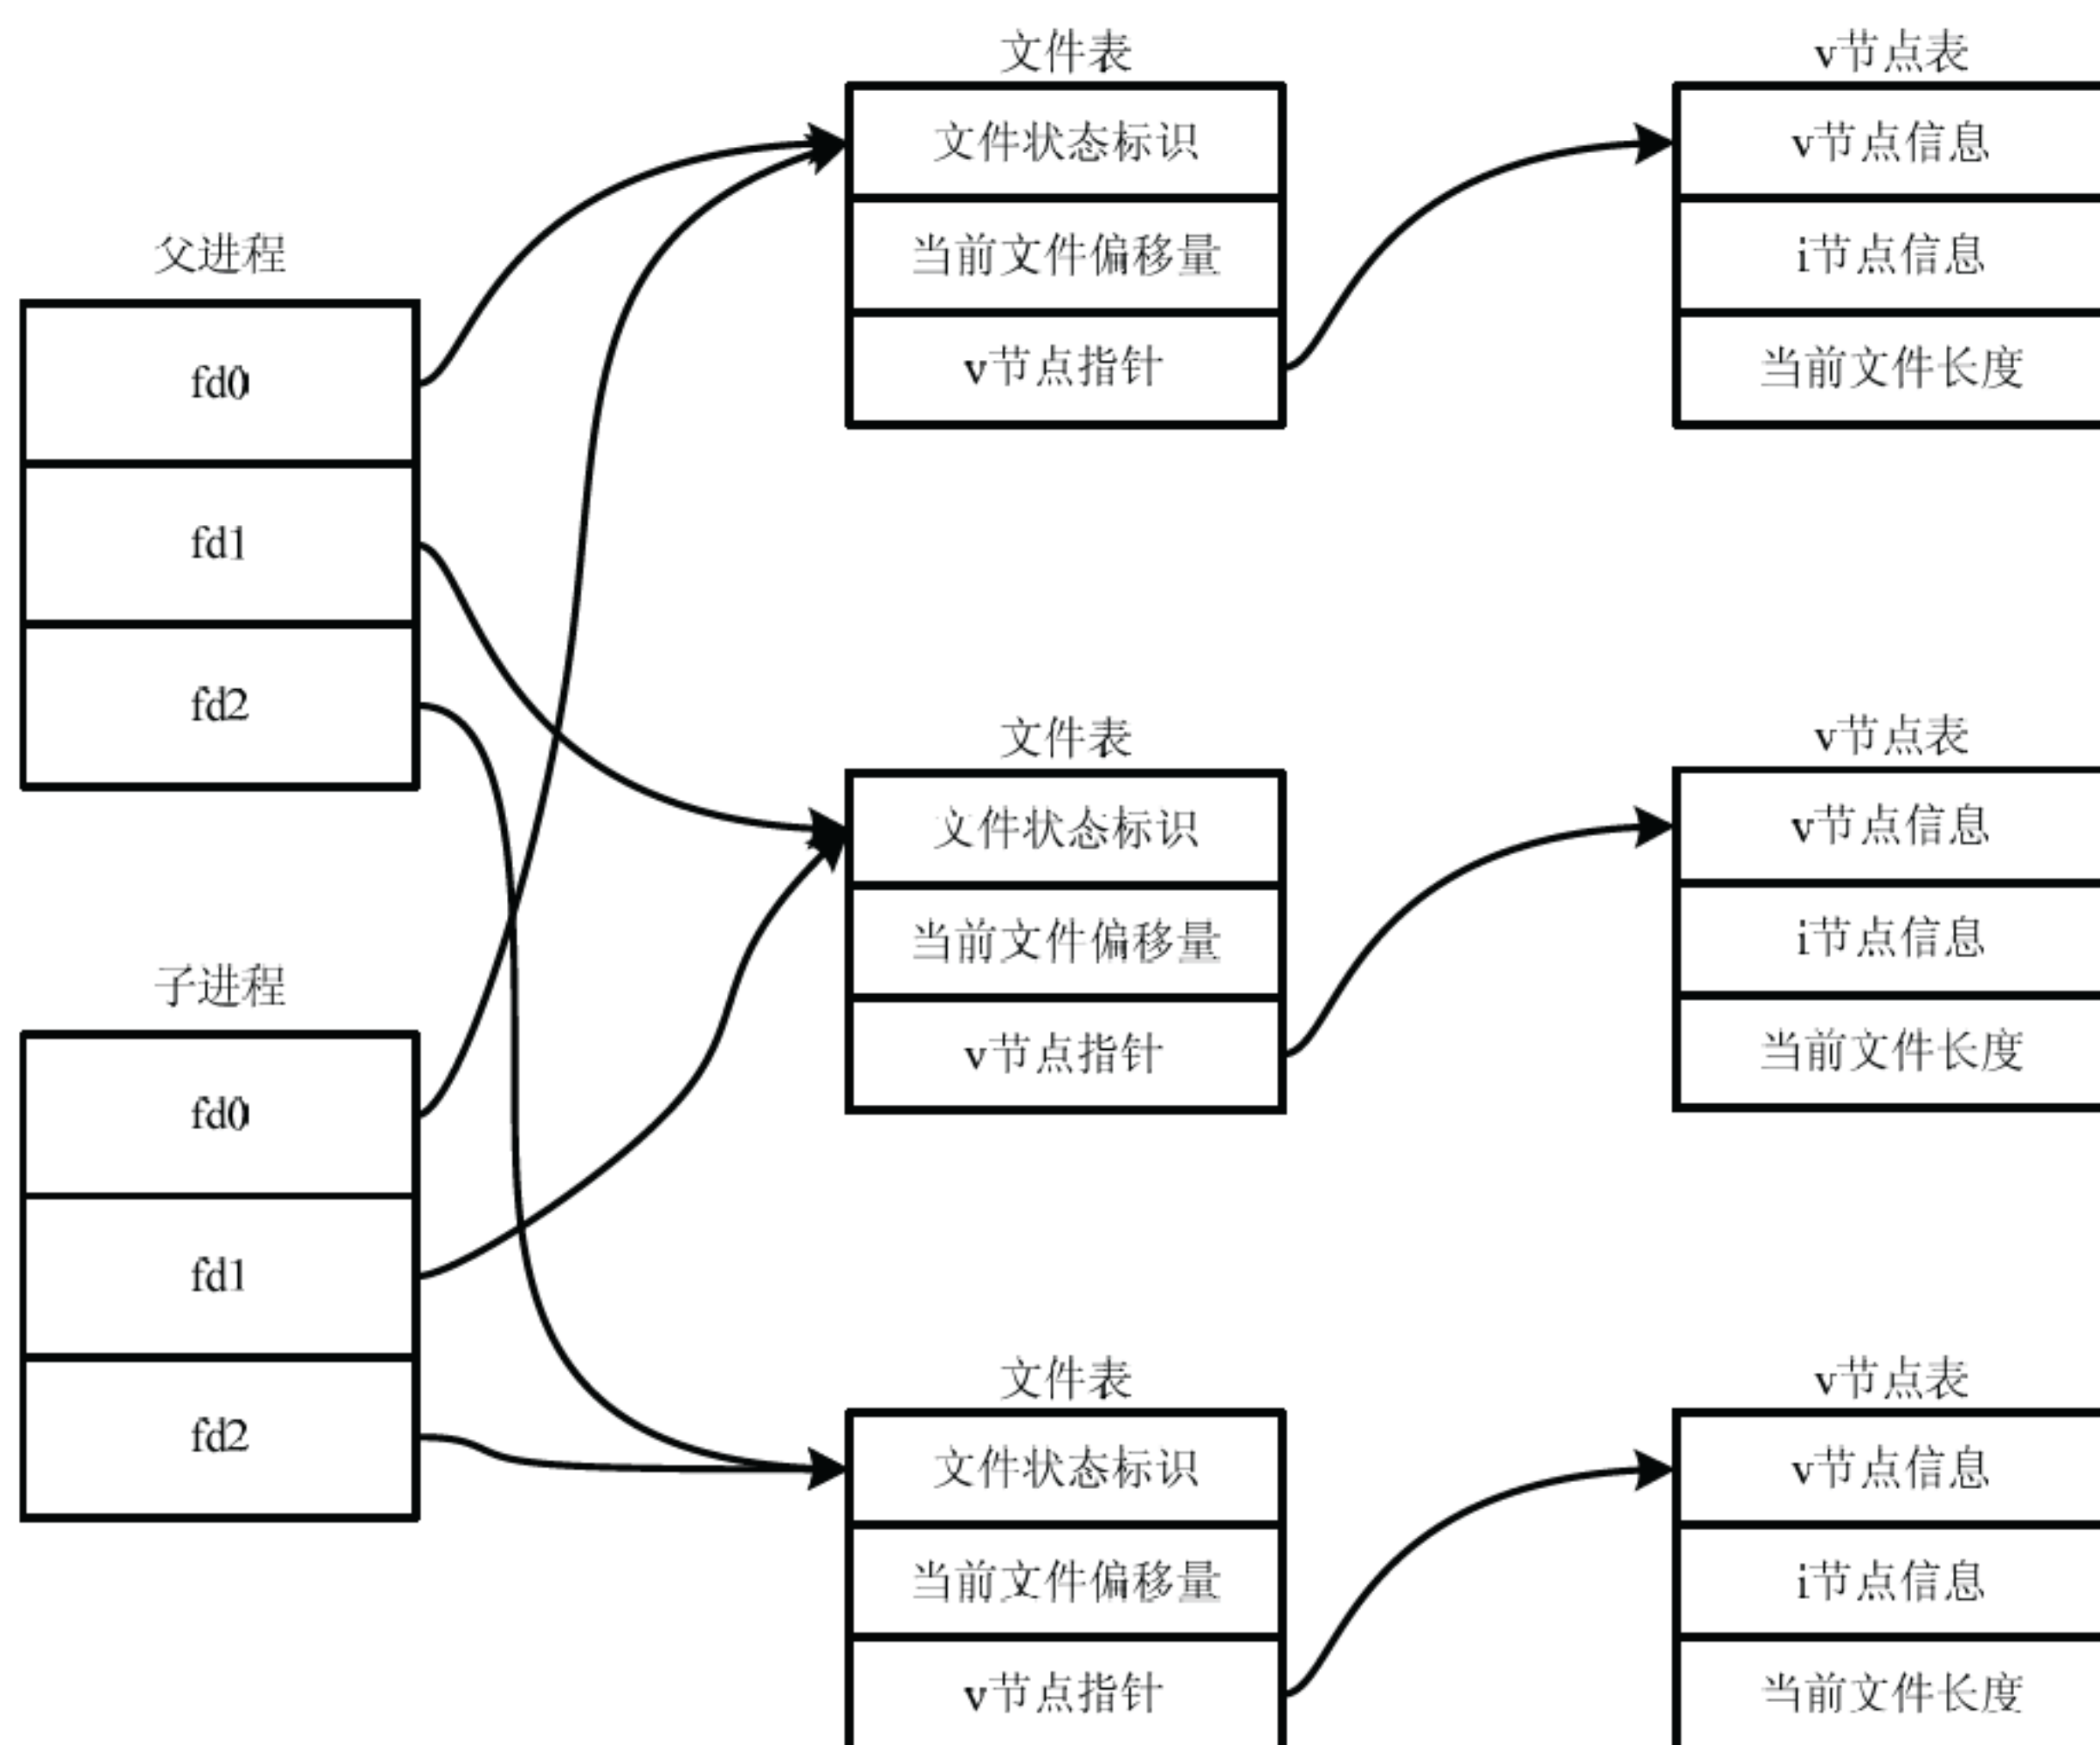 父进程
fd0
fd1
fd2
子进程
fd0
fd1
fd2
文件表
文件状态标识
当前文件偏移量
v节点指针
v节点表
v节点信息
i节点信息
当前文件长度
文件表
文件状态标识
当前文件偏移量
v节点指针
v节点表
v节点信息
i节点信息
当前文件长度
文件表
文件状态标识
当前文件偏移量
v节点指针
v节点表
v节点信息
i节点信息
当前文件长度